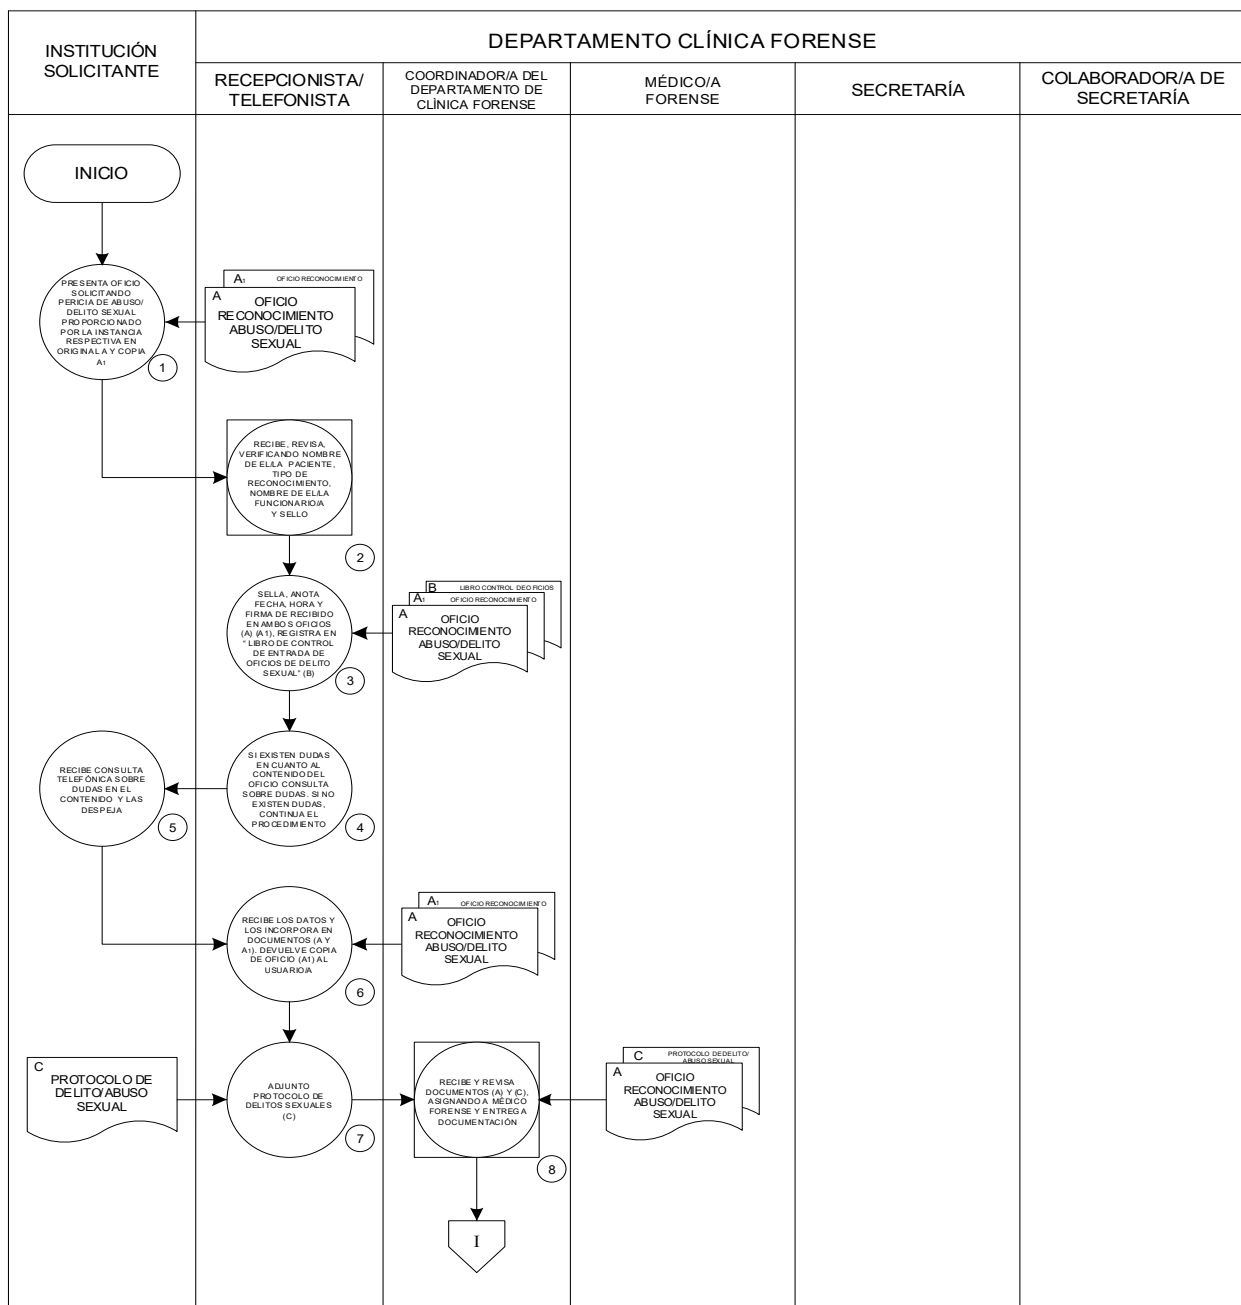 INSTITUCIÓN
SOLICITANTE
DEPARTAMENTO CLÍNICA FORENSE
RECEPCIONISTA/
TELEFONISTA
COORDINADOR/A DEL
DEPARTAMENTO DE
CLÌNICA FORENSE
MÉDICO/A
FORENSE
SECRETARÍA
COLABORADOR/A DE
SECRETARÍA
INICIO
PRESENTA OFICIO
SOLICITANDO
PERICIA DE ABUSO/
DELITO SEXUAL
PROPORCIONADO
POR LA INSTANCIA
RESPECTIVA EN
ORIGINAL A Y COPIA
A1
1
A1 OFICIO RECONOCIMIENTO
A
OFICIO
RECONOCIMIENTO
ABUSO/DELITO
SEXUAL
RECIBE, REVISA,
VERIFICANDO NOMBRE
DE EL/LA PACIENTE,
TIPO DE
RECONOCIMIENTO,
NOMBRE DE EL/LA
FUNCIONARIO/A
Y SELLO
2
SELLA, ANOTA
FECHA, HORA Y
FIRMA DE RECIBIDO
EN AMBOS OFICIOS
(A) (A1), REGISTRA EN
“ LIBRO DE CONTROL
DE ENTRADA DE
OFICIOS DE DELITO
SEXUAL” (B)
3
B LIBRO CONTROL DE OFICIOS
A1 OFICIO RECONOCIMIENTO
A
OFICIO
RECONOCIMIENTO
ABUSO/DELITO
SEXUAL
SI EXISTEN DUDAS
EN CUANTO AL
CONTENIDO DEL
OFICIO CONSULTA
SOBRE DUDAS. SI NO
EXISTEN DUDAS,
CONTINUA EL
PROCEDIMIENTO
4
RECIBE CONSULTA
TELEFÓNICA SOBRE
DUDAS EN EL
CONTENIDO Y LAS
DESPEJA
5
RECIBE LOS DATOS Y
LOS INCORPORA EN
DOCUMENTOS (A Y
A1). DEVUELVE COPIA
DE OFICIO (A1) AL
USUARIO/A
6
A1 OFICIO RECONOCIMIENTO
A
OFICIO
RECONOCIMIENTO
ABUSO/DELITO
SEXUAL
C
PROTOCOLO DE
DELITO/ABUSO
SEXUAL
ADJUNTO
PROTOCOLO DE
DELITOS SEXUALES
(C)
7
RECIBE Y REVISA
DOCUMENTOS (A) Y (C),
ASIGNANDO A MÉDICO
FORENSE Y ENTREGA
DOCUMENTACIÓN
8
C PROTOCOLO DE DELITO/
ABUSO SEXUAL
A
OFICIO
RECONOCIMIENTO
ABUSO/DELITO
SEXUAL
I